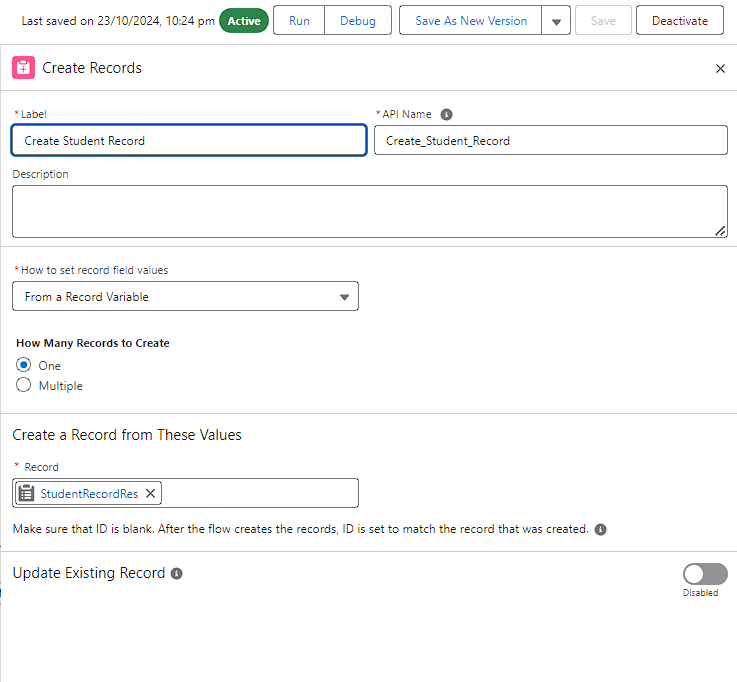 Last saved on 23/10/2024, 10:24 pm Active Run Debug Save As New Version Save Deactivate
Create Records
*Label *API Name
Create Student Record Create_Student_Record
Description
*How to set record field values
From a Record Variable
How Many Records to Create
One
Multiple
Create a Record from These Values
* Record
StudentRecordRes
Make sure that ID is blank. After the flow creates the records, ID is set to match the record that was created.
Update Existing Record
Disabled